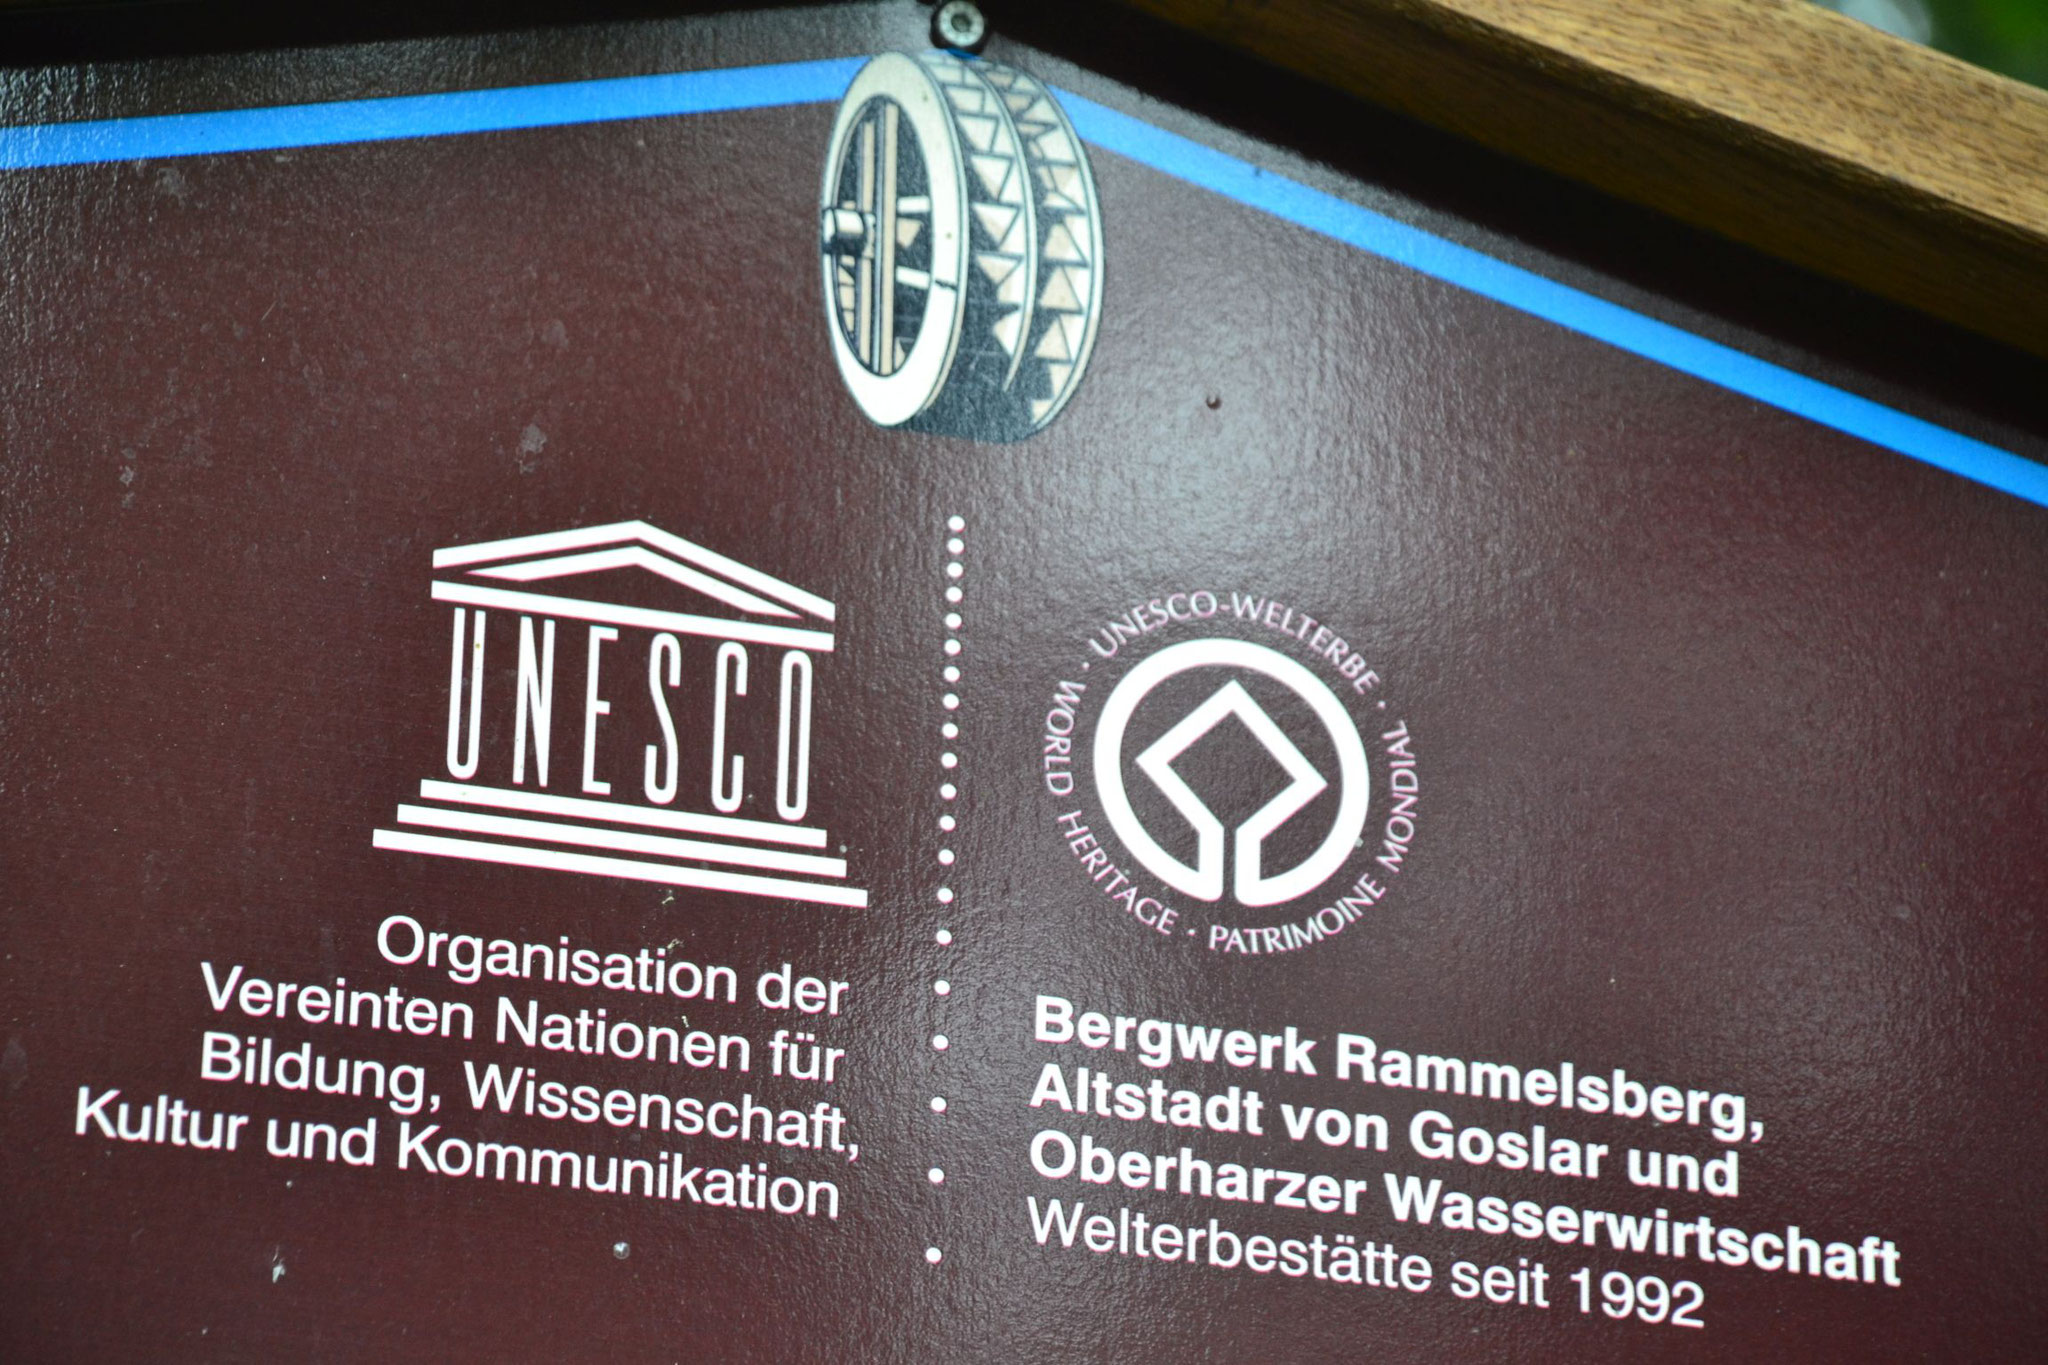 UNESCO
Organisation der
Vereinten Nationen für
Bildung, Wissenschaft,
Kultur und Kommunikation
· UNESCO-WELTERBE · PATRIMOINE MONDIAL · WORLD HERITAGE
Bergwerk Rammelsberg,
Altstadt von Goslar und
Oberharzer Wasserwirtschaft
Welterbestätte seit 1992